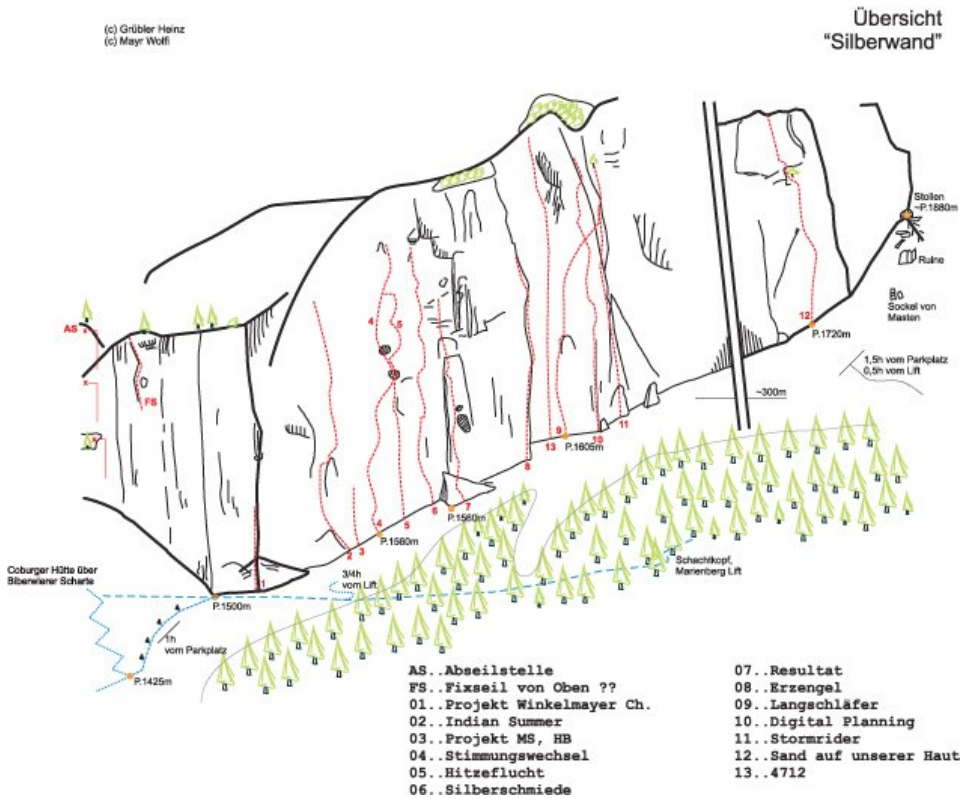 (c) Grübler Heinz
(c) Mayr Wolfi
Übersicht
"Silberwand"
Stollen
~P.1880m
Ruine
Sockel von
Masten
AS
x
x
FS
4
5
12
P.1720m
1,5h vom Parkplatz
0,5h vom Lift
~300m
11
9
13
10
P.1605m
8
6
7
P.1560m
4
5
P.1560m
2
3
1
3/4h
vom Lift
Schachtkopf,
Marienberg Lift
Coburger Hütte über
Biberwierer Scharte
P.1500m
1h
vom Parkplatz
P.1425m
AS..Abseilstelle
FS..Fixseil von Oben ??
01..Projekt Winkelmayer Ch.
02..Indian Summer
03..Projekt MS, HB
04..Stimmungswechsel
05..Hitzeflucht
06..Silberschmiede
07..Resultat
08..Erzengel
09..Langschläfer
10..Digital Planning
11..Stormrider
12..Sand auf unserer Haut
13..4712